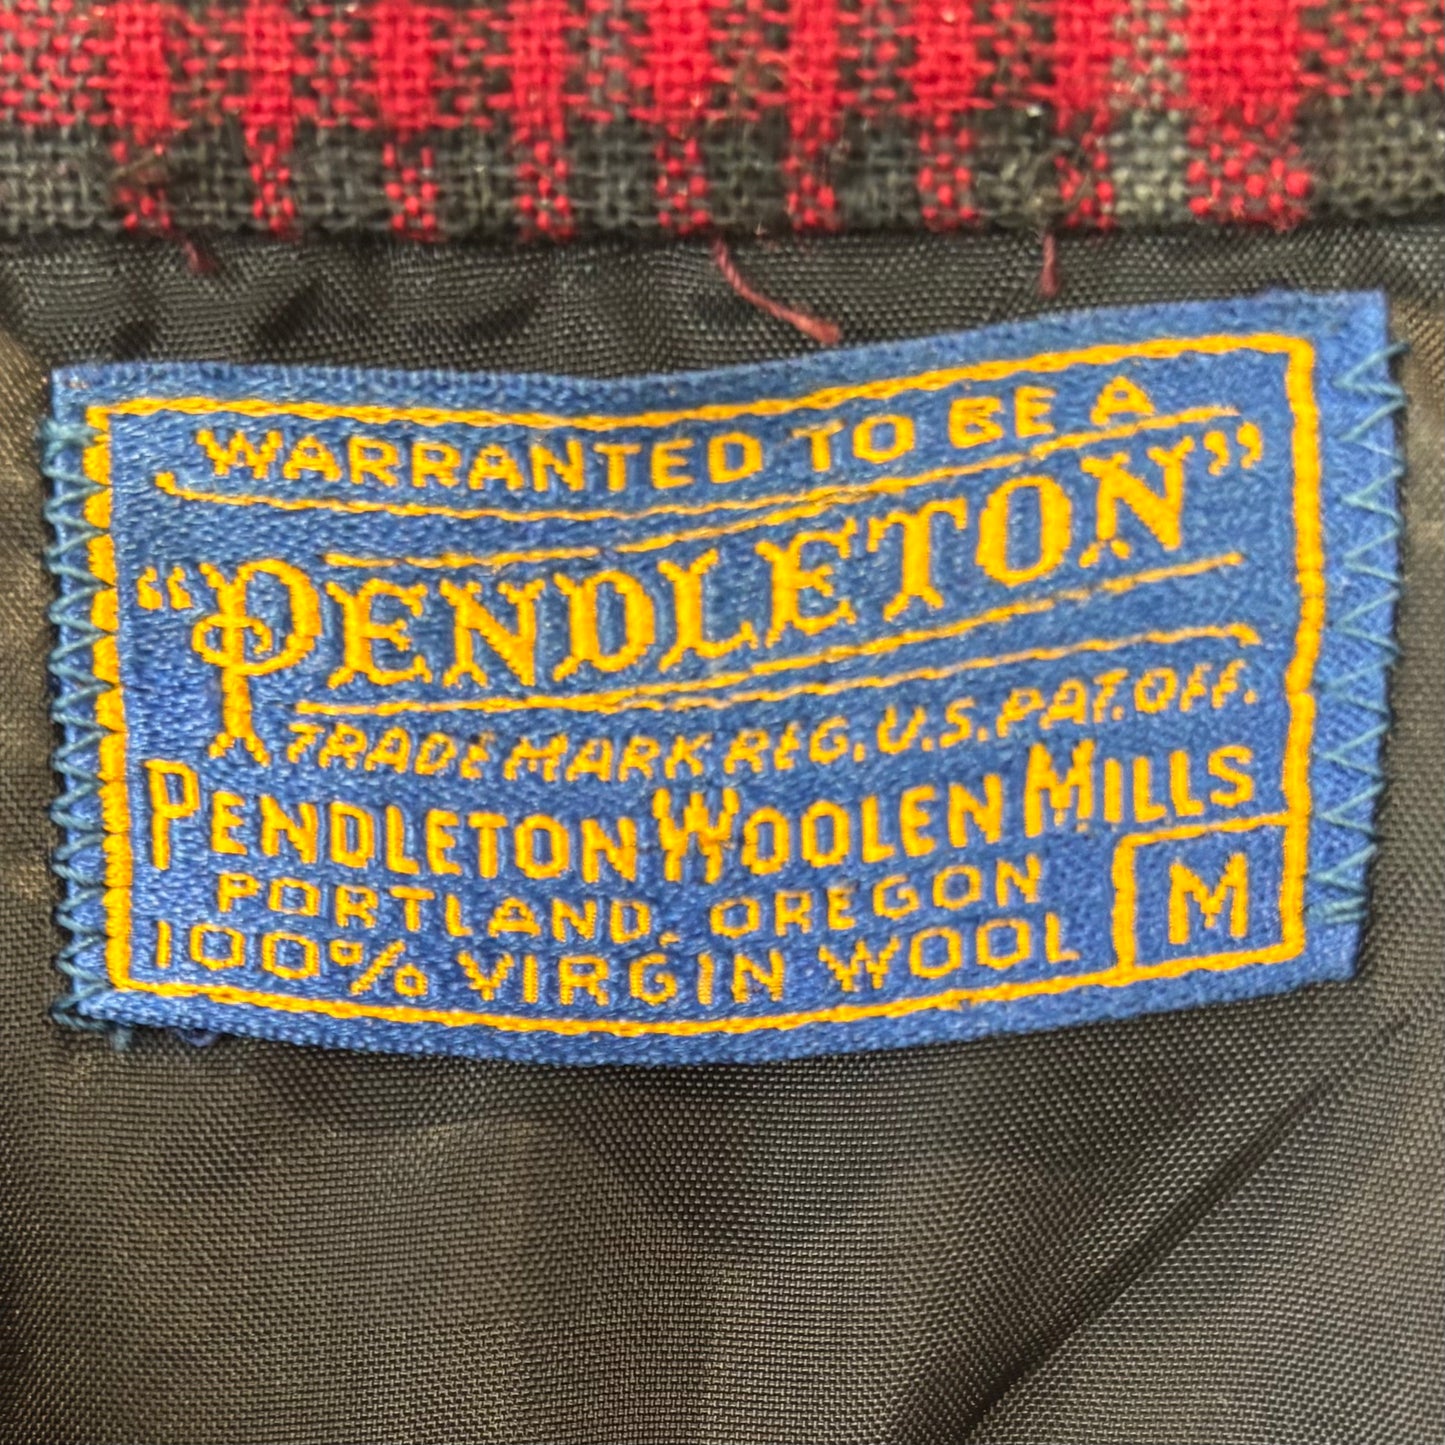 WARRANTED TO BE A
“PENDLETON”
TRADE MARK REG. U.S. PAT. OFF.
PENDLETON WOOLEN MILLS
PORTLAND, OREGON
100% VIRGIN WOOL M